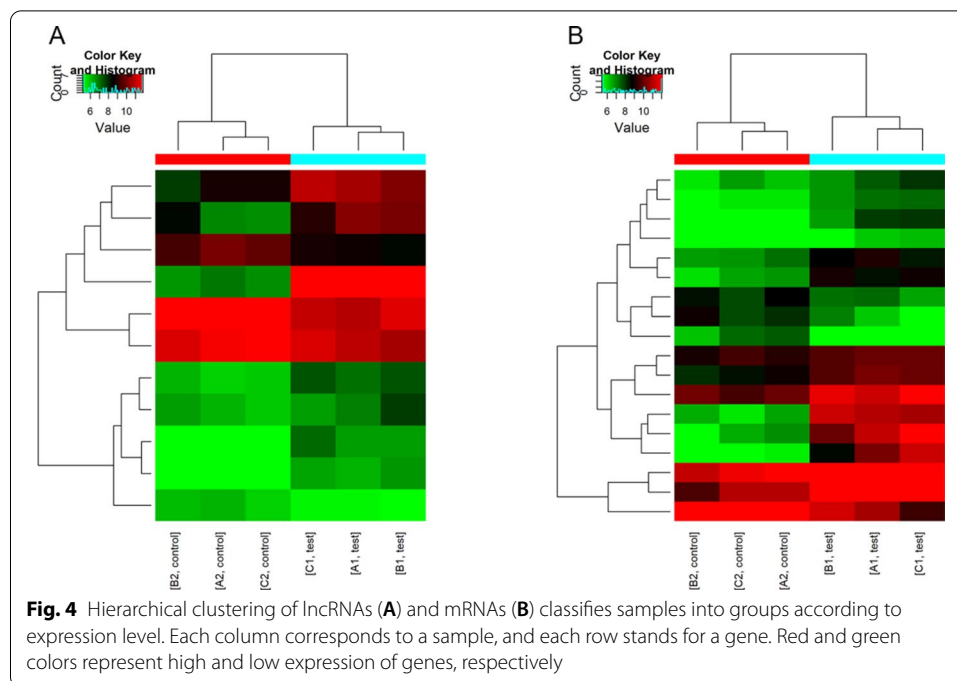 A
Color Key
and Histogram
Count
0
6 8 10
Value
[B2, control]
[A2, control]
[C2, control]
[C1, test]
[A1, test]
[B1, test]
B
Color Key
and Histogram
Count
0
6 8 10
Value
[B2, control]
[C2, control]
[A2, control]
[B1, test]
[A1, test]
[C1, test]
Fig. 4 Hierarchical clustering of lncRNAs (A) and mRNAs (B) classifies samples into groups according to
expression level. Each column corresponds to a sample, and each row stands for a gene. Red and green
colors represent high and low expression of genes, respectively